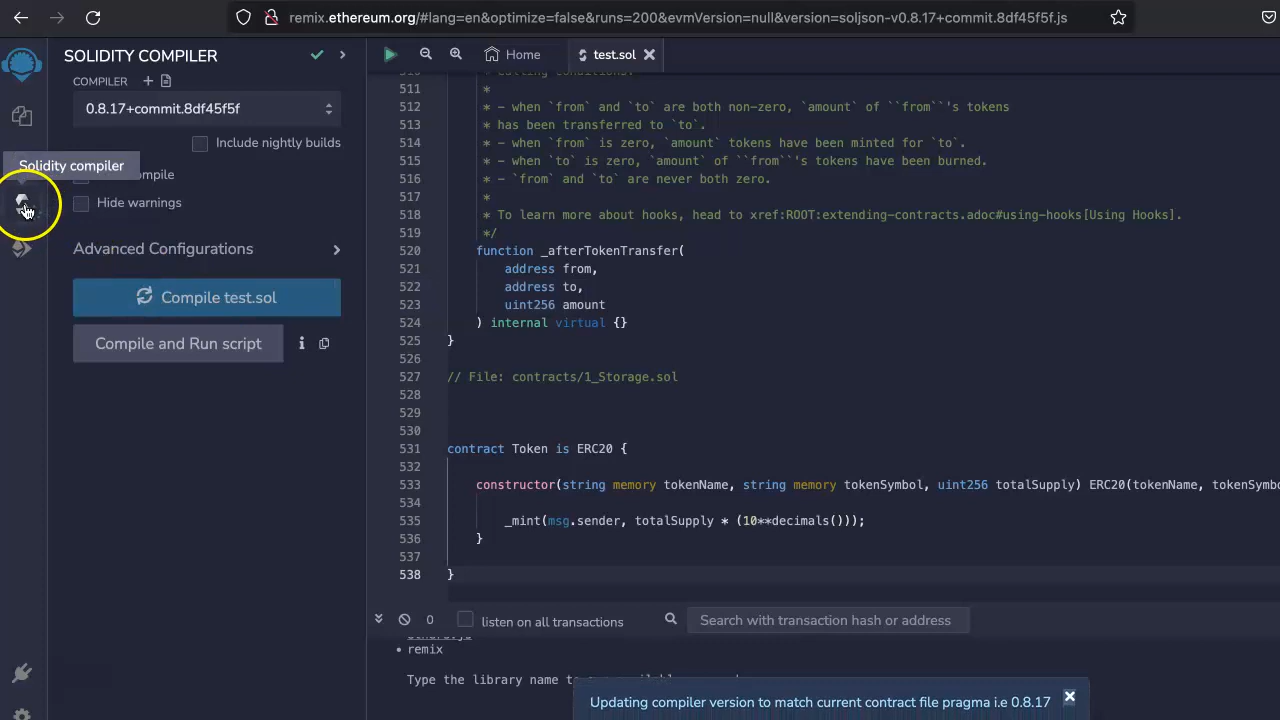 remix.ethereum.org/#lang=en&optimize=false&runs=200&evmVersion=null&version=soljson-v0.8.17+commit.8df45f5f.js
SOLIDITY COMPILER
COMPILER
0.8.17+commit.8df45f5f
Include nightly builds
Solidity compiler
Hide warnings
Advanced Configurations
Compile test.sol
Compile and Run script
Home
test.sol
511 *
512 * - when `from` and `to` are both non-zero, `amount` of ``from``'s tokens
513 * has been transferred to `to`.
514 * - when `from` is zero, `amount` tokens have been minted for `to`.
515 * - when `to` is zero, `amount` of ``from``'s tokens have been burned.
516 * - `from` and `to` are never both zero.
517 *
518 * To learn more about hooks, head to xref:ROOT:extending-contracts.adoc#using-hooks[Using Hooks].
519 */
520 function _afterTokenTransfer(
521 address from,
522 address to,
523 uint256 amount
524 ) internal virtual {}
525 }
526
527 // File: contracts/1_Storage.sol
528
529
530
531 contract Token is ERC20 {
532
533 constructor(string memory tokenName, string memory tokenSymbol, uint256 totalSupply) ERC20(tokenName, tokenSymbo
534
535 _mint(msg.sender, totalSupply * (10**decimals()));
536 }
537
538 }
0
listen on all transactions
Search with transaction hash or address
• remix
Type the library name to
Updating compiler version to match current contract file pragma i.e 0.8.17